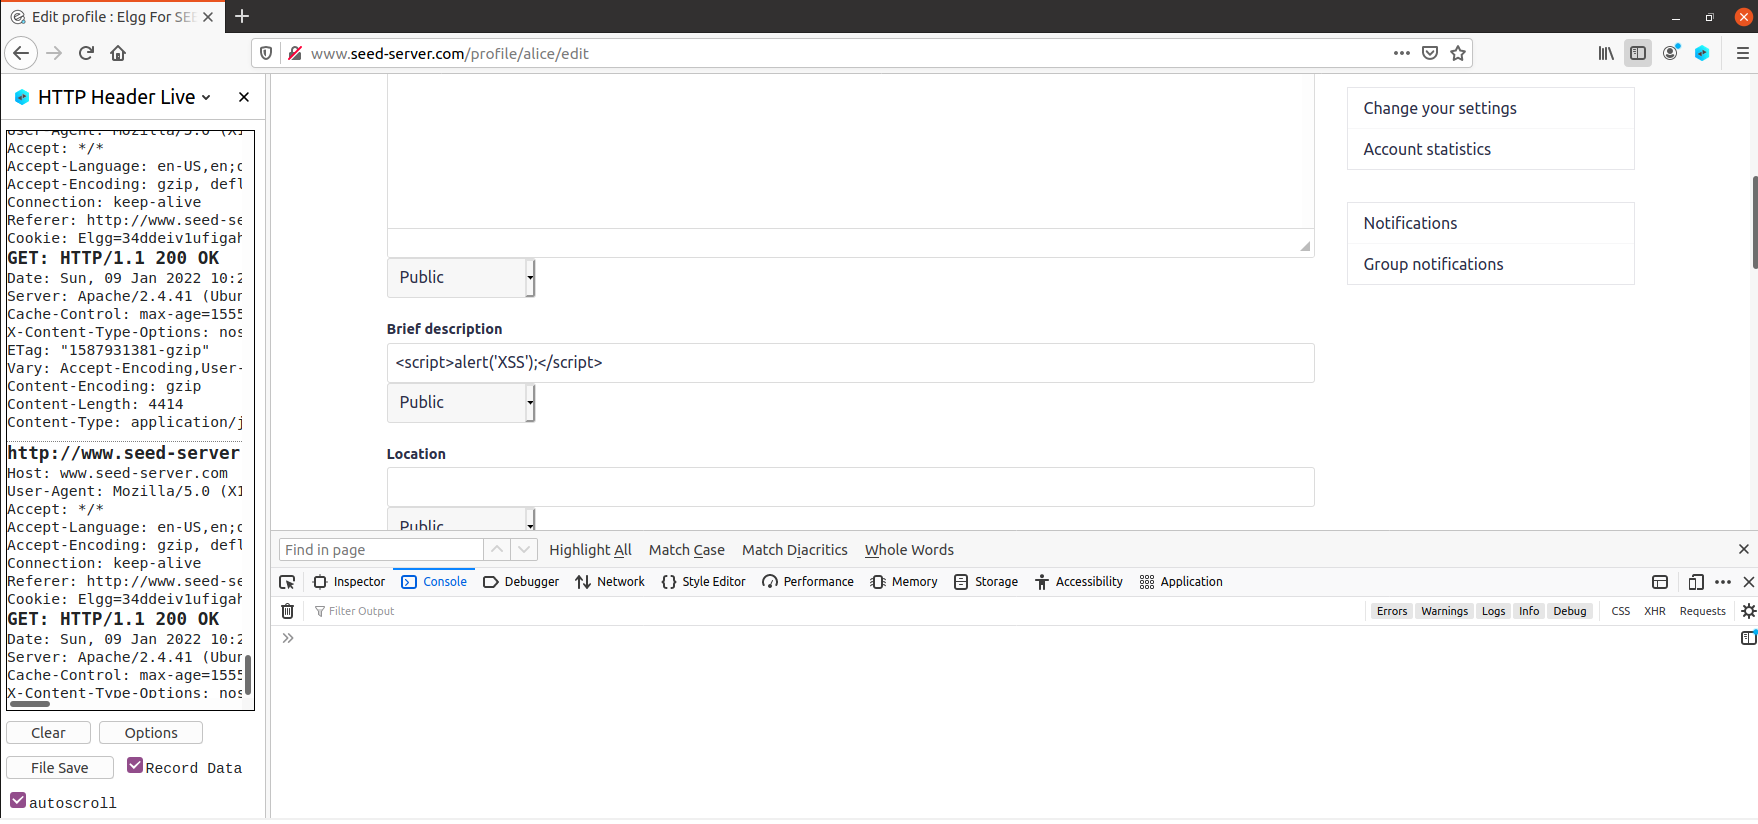 Edit profile : Elgg For SEE
www.seed-server.com/profile/alice/edit
HTTP Header Live
User-Agent: Mozilla/5.0 (X1
Accept: */*
Accept-Language: en-US,en;q
Accept-Encoding: gzip, defl
Connection: keep-alive
Referer: http://www.seed-se
Cookie: Elgg=34ddeiv1ufigah
GET: HTTP/1.1 200 OK
Date: Sun, 09 Jan 2022 10:2
Server: Apache/2.4.41 (Ubun
Cache-Control: max-age=1555
X-Content-Type-Options: nos
ETag: "1587931381-gzip"
Vary: Accept-Encoding,User-
Content-Encoding: gzip
Content-Length: 4414
Content-Type: application/j
http://www.seed-server
Host: www.seed-server.com
User-Agent: Mozilla/5.0 (X1
Accept: */*
Accept-Language: en-US,en;q
Accept-Encoding: gzip, defl
Connection: keep-alive
Referer: http://www.seed-se
Cookie: Elgg=34ddeiv1ufigah
GET: HTTP/1.1 200 OK
Date: Sun, 09 Jan 2022 10:2
Server: Apache/2.4.41 (Ubun
Cache-Control: max-age=1555
X-Content-Type-Options: nos
Clear Options
File Save Record Data
autoscroll
Public
Brief description
<script>alert('XSS');</script>
Public
Location
Public
Change your settings
Account statistics
Notifications
Group notifications
Find in page Highlight All Match Case Match Diacritics Whole Words
Inspector Console Debugger Network Style Editor Performance Memory Storage Accessibility Application
Filter Output Errors Warnings Logs Info Debug CSS XHR Requests